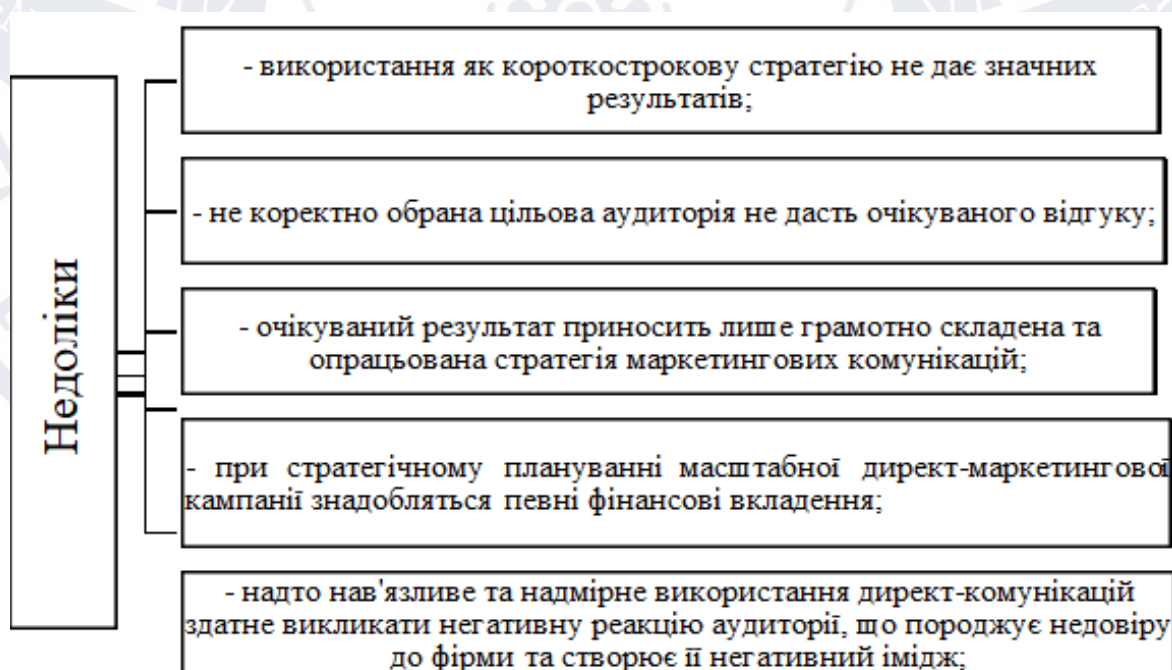 Недоліки
- використання як короткострокову стратегію не дає значних
результатів;
- не коректно обрана цільова аудиторія не дасть очікуваного відгуку;
- очікуваний результат приносить лише грамотно складена та
опрацьована стратегія маркетингових комунікацій;
- при стратегічному плануванні масштабної директ-маркетингової
кампанії знадобляться певні фінансові вкладення;
- надто нав'язливе та надмірне використання директ-комунікацій
здатне викликати негативну реакцію аудиторії, що породжує недовіру
до фірми та створює її негативний імідж;